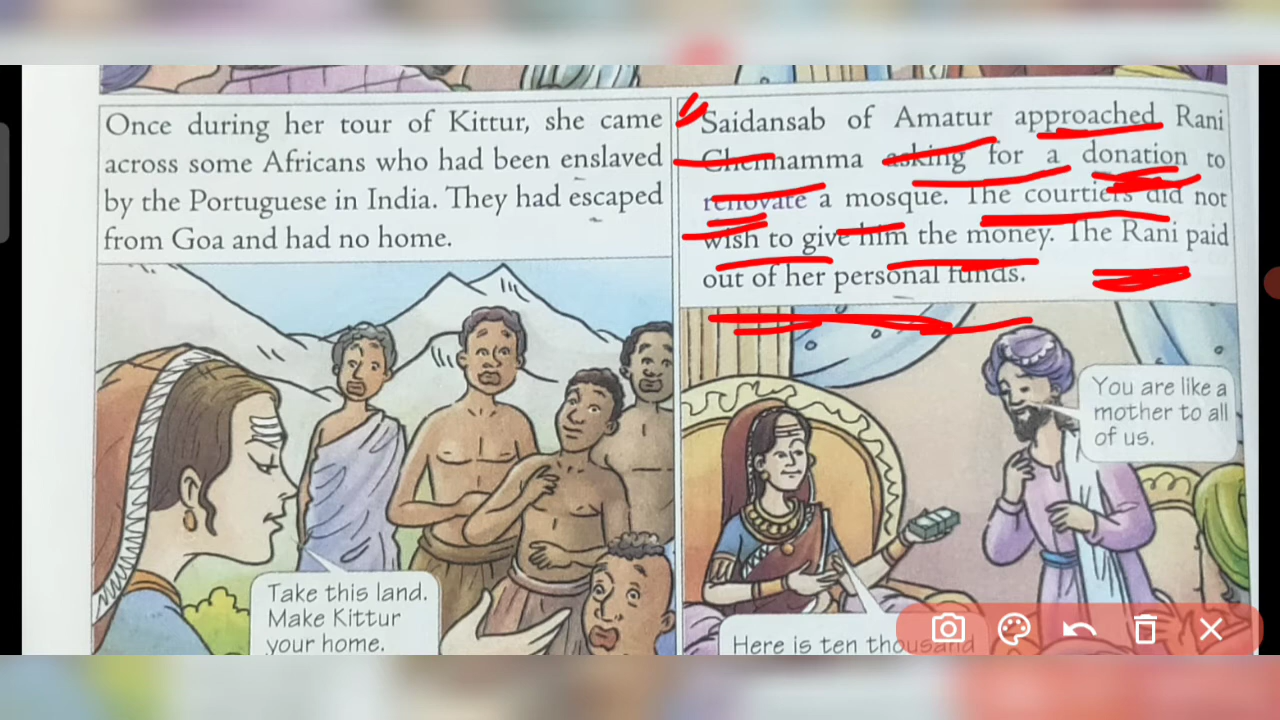 Once during her tour of Kittur, she came
across some Africans who had been enslaved
by the Portuguese in India. They had escaped
from Goa and had no home.
Take this land.
Make Kittur
your home.
Saidansab of Amatur approached Rani
Chennamma asking for a donation to
renovate a mosque. The courtiers did not
wish to give him the money. The Rani paid
out of her personal funds.
You are like a
mother to all
of us.
Here is ten thousand